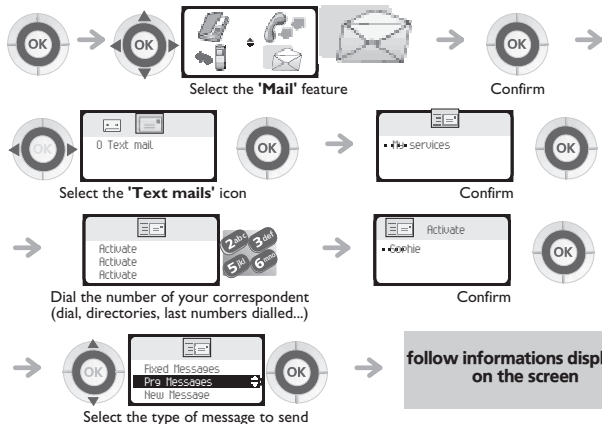 OK
OK
OK
Select the 'Mail' feature
Confirm
OK
0 Text mail
OK
services
OK
Select the 'Text mails' icon
Confirm
Activate
Activate
Activate
2abc 3def
5jkl 6mno
Activate
OK
Dial the number of your correspondent
(dial, directories, last numbers dialled...)
Confirm
OK
Fixed Messages
Prg Messages
New Message
OK
follow informations displ
on the screen
Select the type of message to send